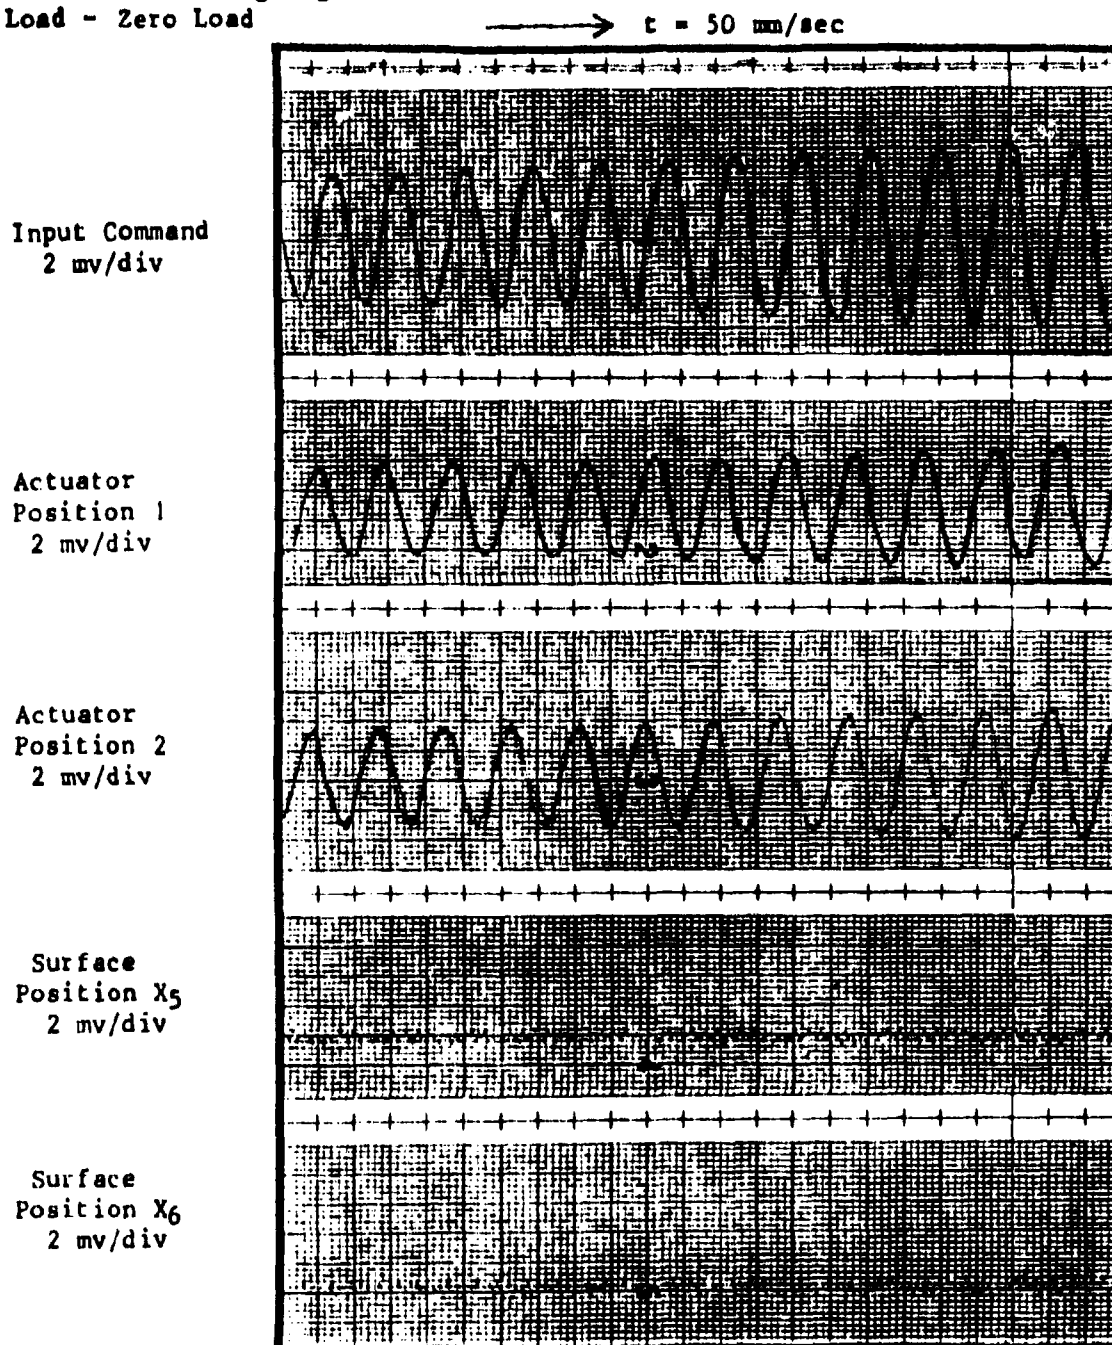 Load - Zero Load
t = 50 mm/sec
Input Command
2 mv/div
Actuator
Position 1
2 mv/div
Actuator
Position 2
2 mv/div
Surface
Position X5
2 mv/div
Surface
Position X6
2 mv/div